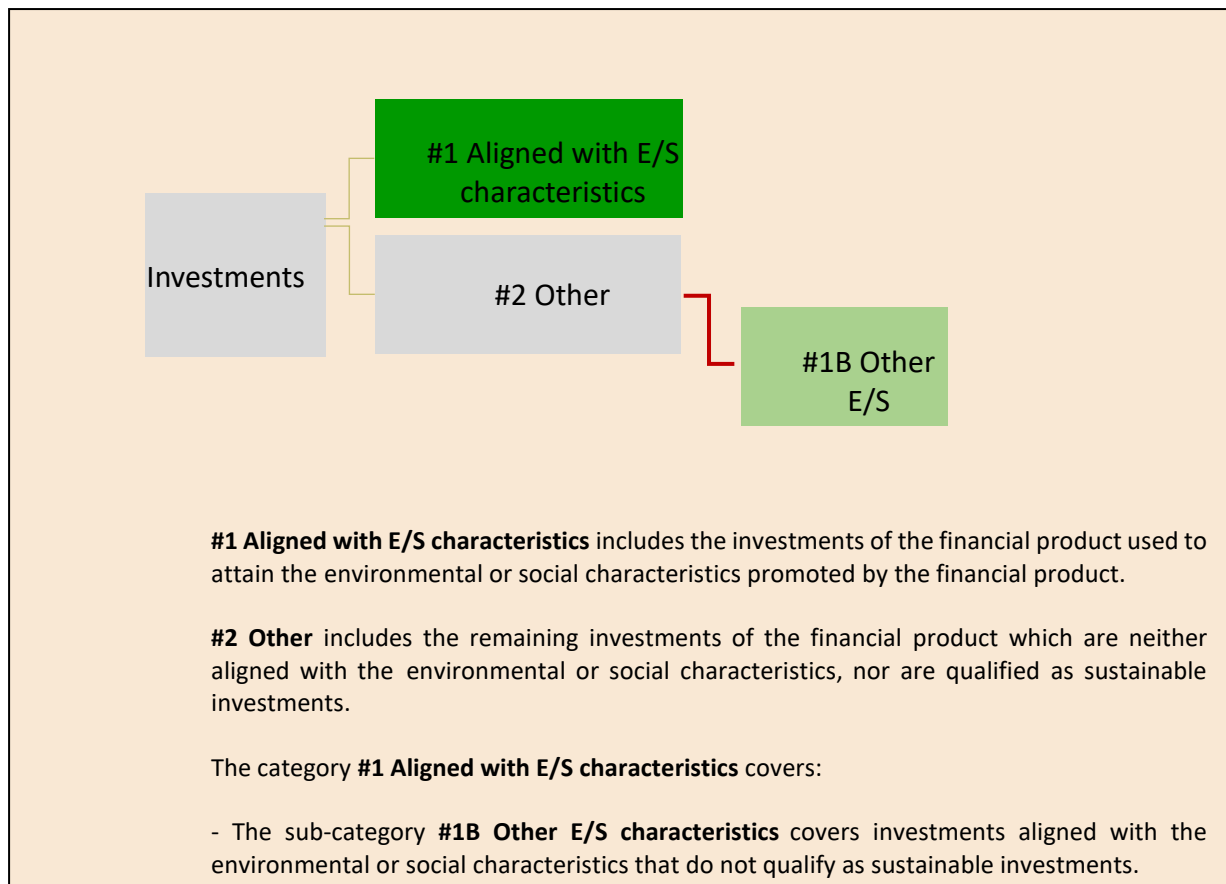 #1 Aligned with E/S
characteristics
Investments
#2 Other
#1B Other
E/S
#1 Aligned with E/S characteristics includes the investments of the financial product used to
attain the environmental or social characteristics promoted by the financial product.
#2 Other includes the remaining investments of the financial product which are neither
aligned with the environmental or social characteristics, nor are qualified as sustainable
investments.
The category #1 Aligned with E/S characteristics covers:
- The sub-category #1B Other E/S characteristics covers investments aligned with the
environmental or social characteristics that do not qualify as sustainable investments.